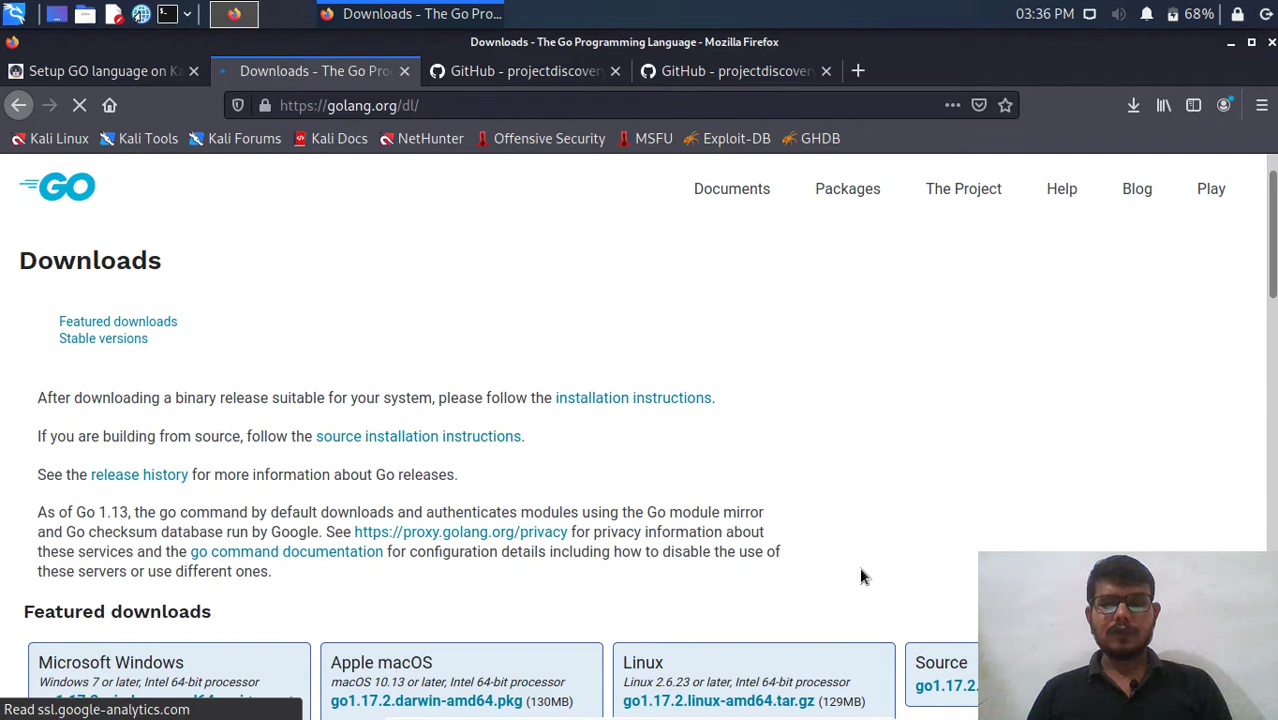 Downloads - The Go Pro...
03:36 PM
68%
Downloads - The Go Programming Language - Mozilla Firefox
Setup GO language on Ka
Downloads - The Go Pro
GitHub - projectdiscovery
GitHub - projectdiscovery
https://golang.org/dl/
Kali Linux
Kali Tools
Kali Forums
Kali Docs
NetHunter
Offensive Security
MSFU
Exploit-DB
GHDB
GO
Documents
Packages
The Project
Help
Blog
Play
Downloads
Featured downloads
Stable versions
After downloading a binary release suitable for your system, please follow the installation instructions.
If you are building from source, follow the source installation instructions.
See the release history for more information about Go releases.
As of Go 1.13, the go command by default downloads and authenticates modules using the Go module mirror
and Go checksum database run by Google. See https://proxy.golang.org/privacy for privacy information about
these services and the go command documentation for configuration details including how to disable the use of
these servers or use different ones.
Featured downloads
Microsoft Windows
Windows 7 or later, Intel 64-bit processor
Apple macOS
macOS 10.13 or later, Intel 64-bit processor
go1.17.2.darwin-amd64.pkg (130MB)
Linux
Linux 2.6.23 or later, Intel 64-bit processor
go1.17.2.linux-amd64.tar.gz (129MB)
Source
go1.17.2.
Read ssl.google-analytics.com